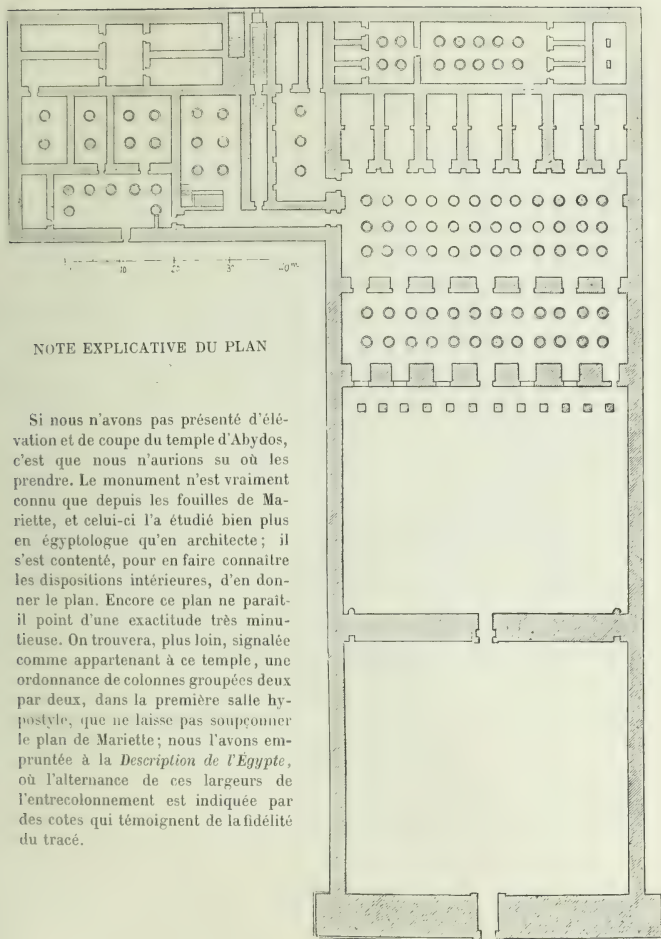 10
NOTE EXPLICATIVE DU PLAN
Si nous n'avons pas présenté d'élé-
vation et de coupe du temple d'Abydos,
c'est que nous n'aurions su où les
prendre. Le monument n'est vraiment
connu que depuis les fouilles de Ma-
riette, et celui-ci l'a étudié bien plus
en égyptologue qu'en architecte; il
s'est contenté, pour en faire connaître
les dispositions intérieures, d'en don-
ner le plan. Encore ce plan ne paraît-
il point d'une exactitude très minu-
tieuse. On trouvera, plus loin, signalée
comme appartenant à ce temple, une
ordonnance de colonnes groupées deux
par deux, dans la première salle hy-
postyle, que ne laisse pas soupçonner
le plan de Mariette; nous l'avons em-
pruntée à la Description de l'Égypte,
où l'alternance de ces largeurs de
l'entrecolonnement est indiquée par
des cotes qui témoignent de la fidélité
du tracé.